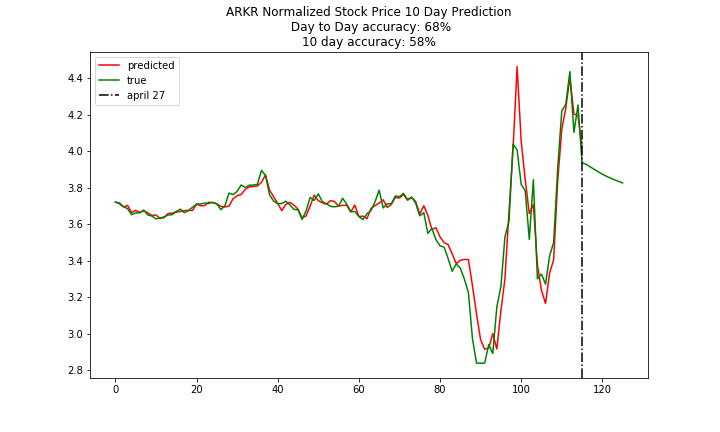 ARKR Normalized Stock Price 10 Day Prediction
Day to Day accuracy: 68%
10 day accuracy: 58%
predicted
true
april 27
4.4
4.2
4.0
3.8
3.6
3.4
3.2
3.0
2.8
0 20 40 60 80 100 120